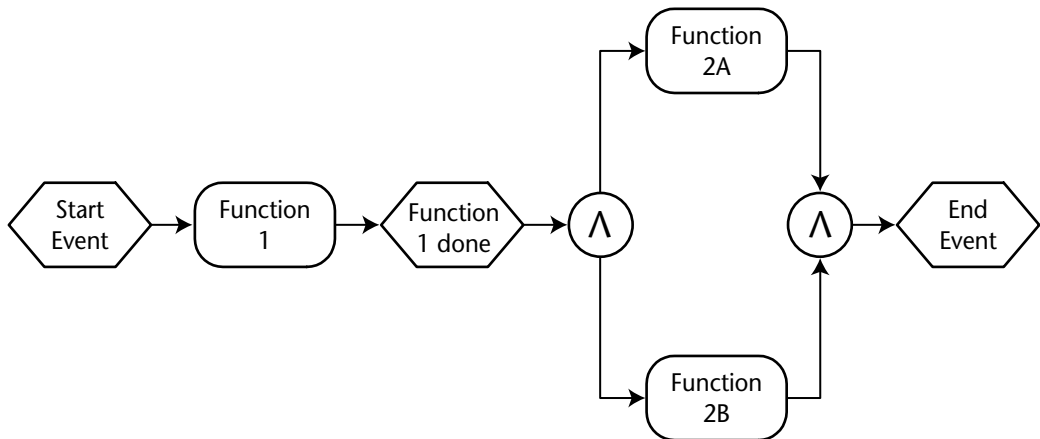 Function
2A
Start
Event
Function
1
Function
1 done
Λ
Λ
End
Event
Function
2B